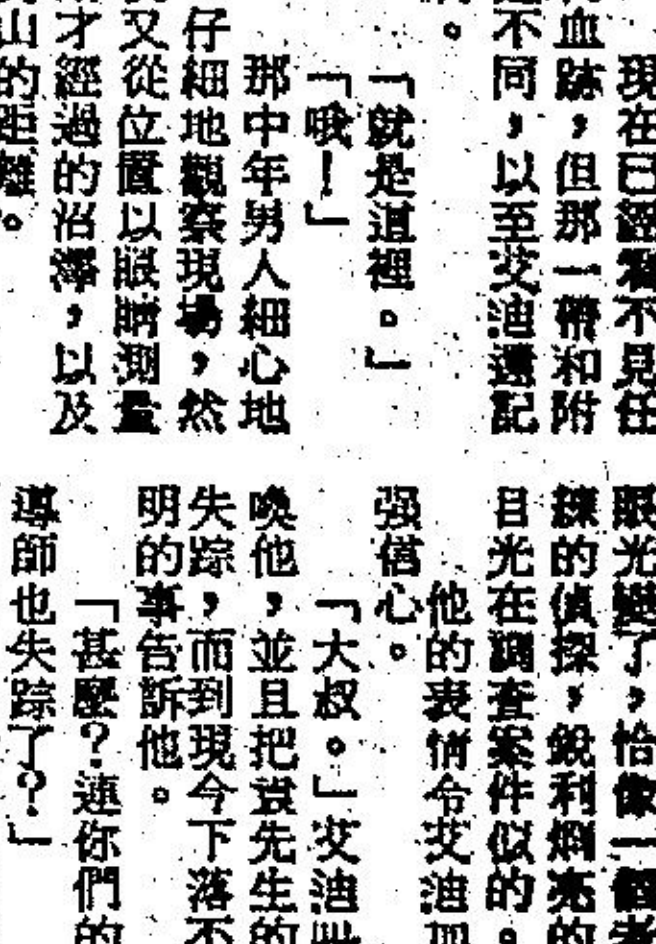 現在已經看不見任
血跡，但那一帶和附
不同，以至艾迪還記
。
「就是這裡。」
「哦！」
那中年男人細心地
仔細地觀察現場，然
又從位置以眼睛測量
才經過的沼澤，以及
山的距離。
眼光變了，恰像一個老
練的偵探，銳利烱亮的
目光在調查案件似的。
他的表情令艾迪加
强信心。
「大叔。」艾迪叫
喚他，並且把袁先生的
失踪，而到現今下落不
明的事告訴他。
「甚麼？連你們的
導師也失踪了？」